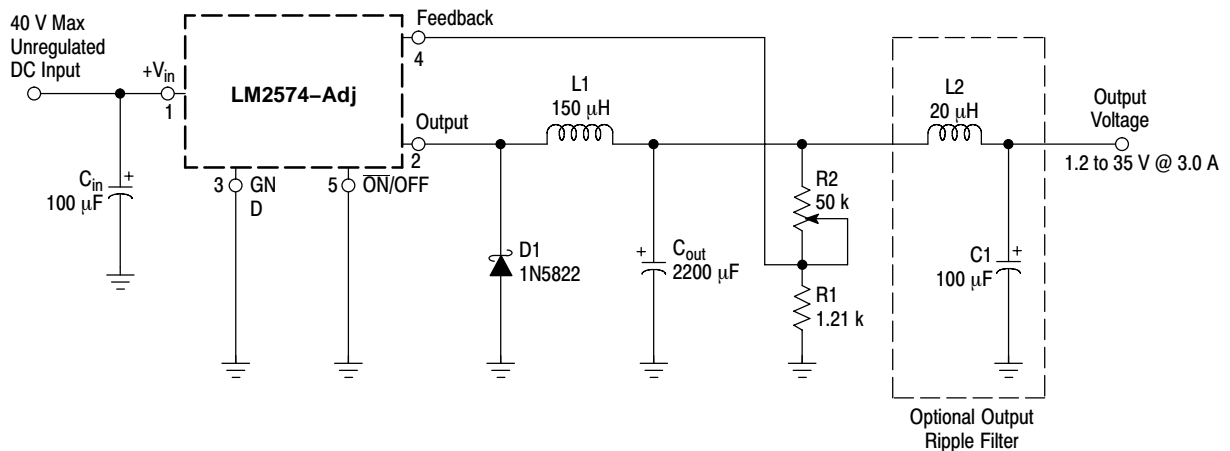 40 V Max
Unregulated
DC Input
+Vin
1
LM2574–Adj
Feedback
4
Output
2
3
GN
D
5
ON/OFF
Cin
100 µF
+
L1
150 µH
D1
1N5822
+
Cout
2200 µF
R2
50 k
R1
1.21 k
L2
20 µH
+
C1
100 µF
Output
Voltage
1.2 to 35 V @ 3.0 A
Optional Output
Ripple Filter